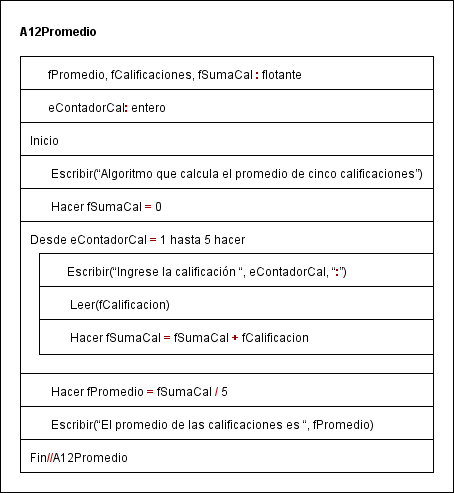 A12Promedio
fPromedio, fCalificaciones, fSumaCal : flotante
eContadorCal: entero
Inicio
Escribir(“Algoritmo que calcula el promedio de cinco calificaciones”)
Hacer fSumaCal = 0
Desde eContadorCal = 1 hasta 5 hacer
Escribir(“Ingrese la calificación “, eContadorCal, “:”)
Leer(fCalificacion)
Hacer fSumaCal = fSumaCal + fCalificacion
Hacer fPromedio = fSumaCal / 5
Escribir(“El promedio de las calificaciones es “, fPromedio)
Fin//A12Promedio